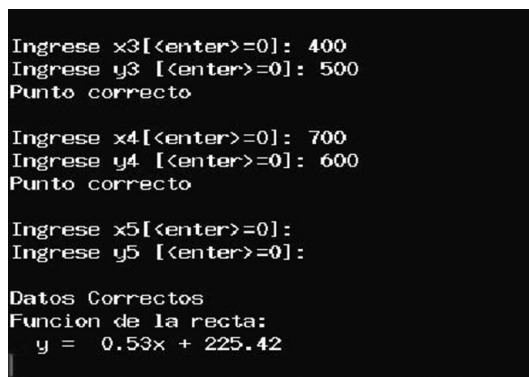 Ingrese x3[<enter>=0]: 400
Ingrese y3 [<enter>=0]: 500
Punto correcto
Ingrese x4[<enter>=0]: 700
Ingrese y4 [<enter>=0]: 600
Punto correcto
Ingrese x5[<enter>=0]:
Ingrese y5 [<enter>=0]:
Datos Correctos
Funcion de la recta:
y = 0.53x + 225.42